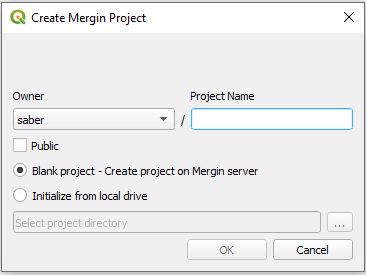 Create Mergin Project
Owner Project Name
saber /
Public
Blank project - Create project on Mergin server
Initialize from local drive
Select project directory ...
OK Cancel